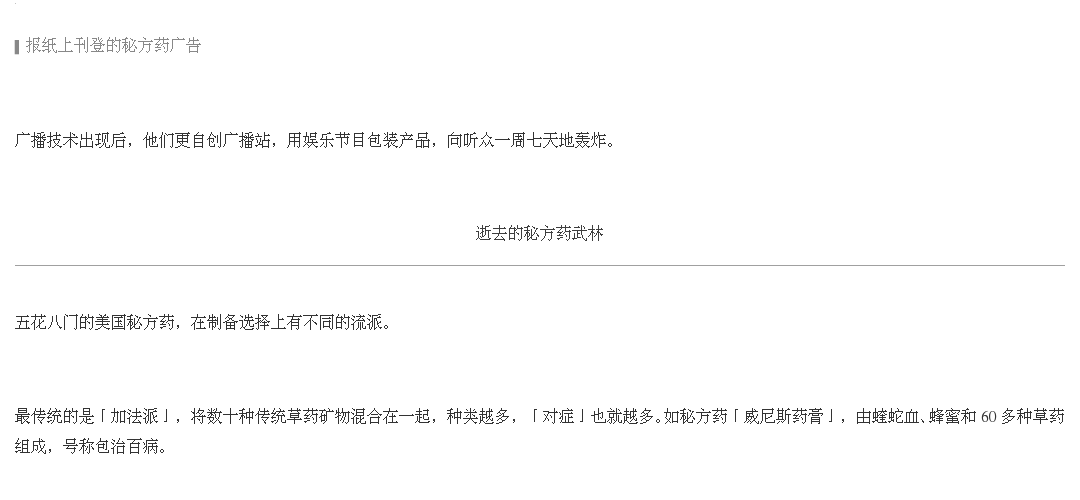 报纸上刊登的秘方药广告
广播技术出现后，他们更自创广播站，用娱乐节目包装产品，向听众一周七天地轰炸。
逝去的秘方药武林
五花八门的美国秘方药，在制备选择上有不同的流派。
最传统的是「加法派」，将数十种传统草药矿物混合在一起，种类越多，「对症」也就越多。如秘方药「威尼斯药膏」，由蝰蛇血、蜂蜜和 60 多种草药
组成，号称包治百病。